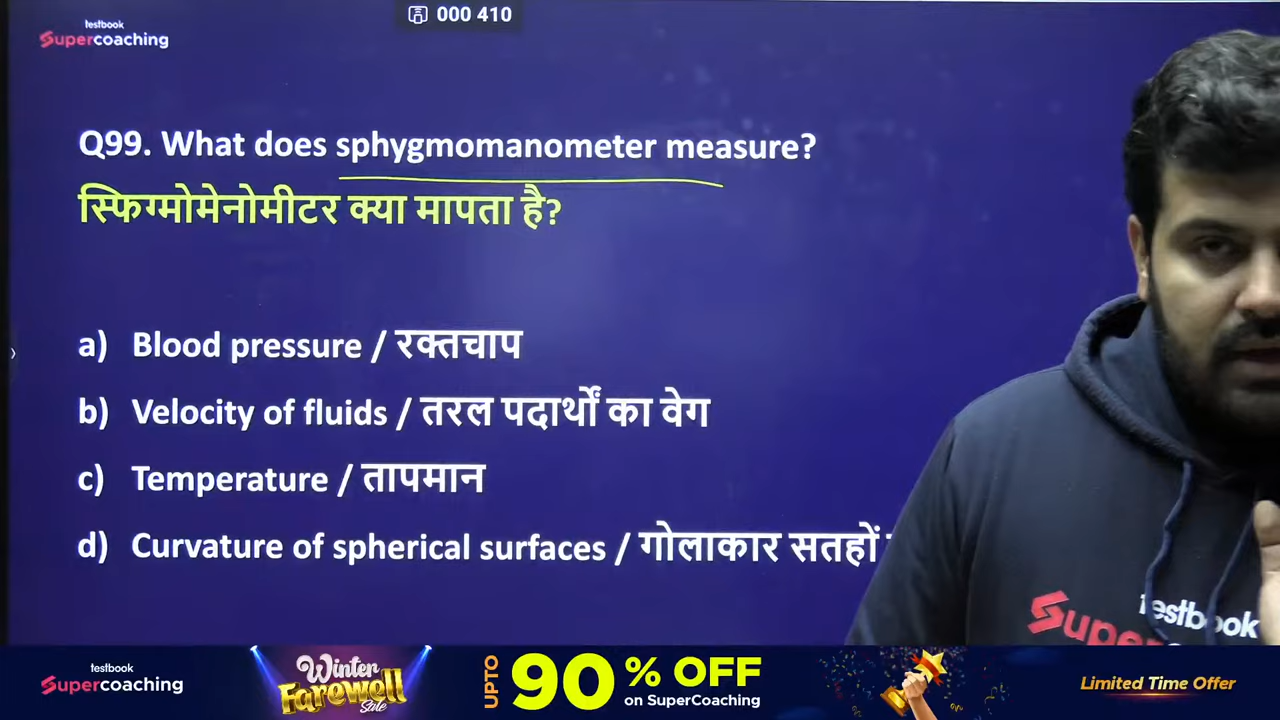 testbook
Supercoaching
000 410
Q99. What does sphygmomanometer measure?
स्फिग्मोमेनोमीटर क्या मापता है?
a) Blood pressure / रक्तचाप
b) Velocity of fluids / तरल पदार्थों का वेग
c) Temperature / तापमान
d) Curvature of spherical surfaces / गोलाकार सतहों
testbook
Supe
testbook
Supercoaching
Winter
Farewell
Sale
UPTO 90% OFF
on SuperCoaching
Limited Time Offer